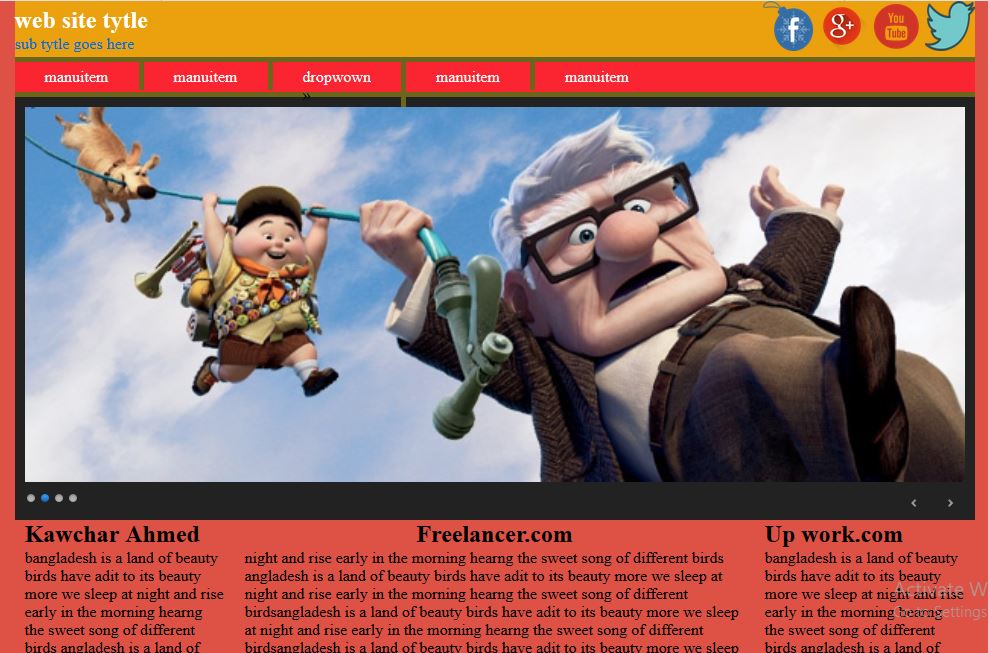 web site tytle
sub tytle goes here
f
g+
You
Tube
manuitem manuitem dropwown manuitem manuitem
»
Kawchar Ahmed
bangladesh is a land of beauty
birds have adit to its beauty
more we sleep at night and rise
early in the morning hearng
the sweet song of different
birds angladesh is a land of
Freelancer.com
night and rise early in the morning hearng the sweet song of different birds
angladesh is a land of beauty birds have adit to its beauty more we sleep at
night and rise early in the morning hearng the sweet song of different
birdsangladesh is a land of beauty birds have adit to its beauty more we sleep
at night and rise early in the morning hearng the sweet song of different
birdsangladesh is a land of beauty birds have adit to its beauty more we sleep
Up work.com
bangladesh is a land of beauty
birds have adit to its beauty
more we sleep at night and rise
early in the morning hearng
the sweet song of different
birds angladesh is a land of
Activate W
Go to Settings